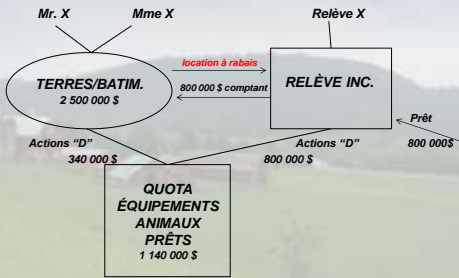 Mr. X
Mme X
Relève X
TERRES/BATIM.
2 500 000 $
location à rabais
800 000 $ comptant
RELÈVE INC.
Prêt
800 000$
Actions “D”
340 000 $
Actions “D”
800 000 $
QUOTA
ÉQUIPEMENTS
ANIMAUX
PRÊTS
1 140 000 $